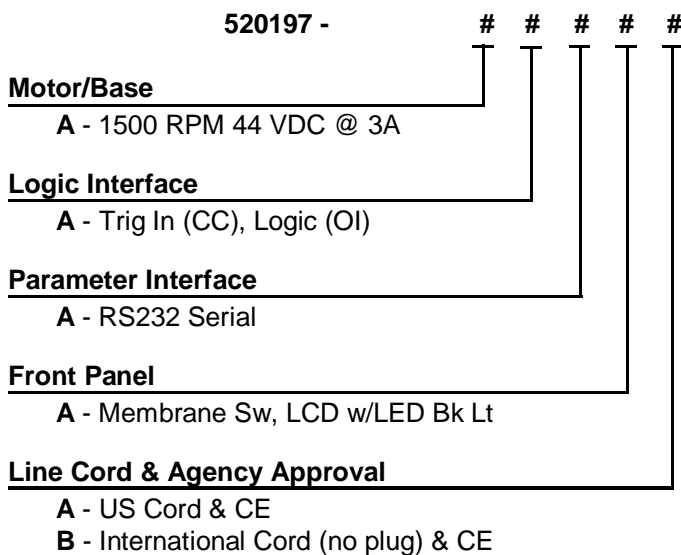 520197 - # # # # #
Motor/Base
A - 1500 RPM 44 VDC @ 3A
Logic Interface
A - Trig In (CC), Logic (OI)
Parameter Interface
A - RS232 Serial
Front Panel
A - Membrane Sw, LCD w/LED Bk Lt
Line Cord & Agency Approval
A - US Cord & CE
B - International Cord (no plug) & CE